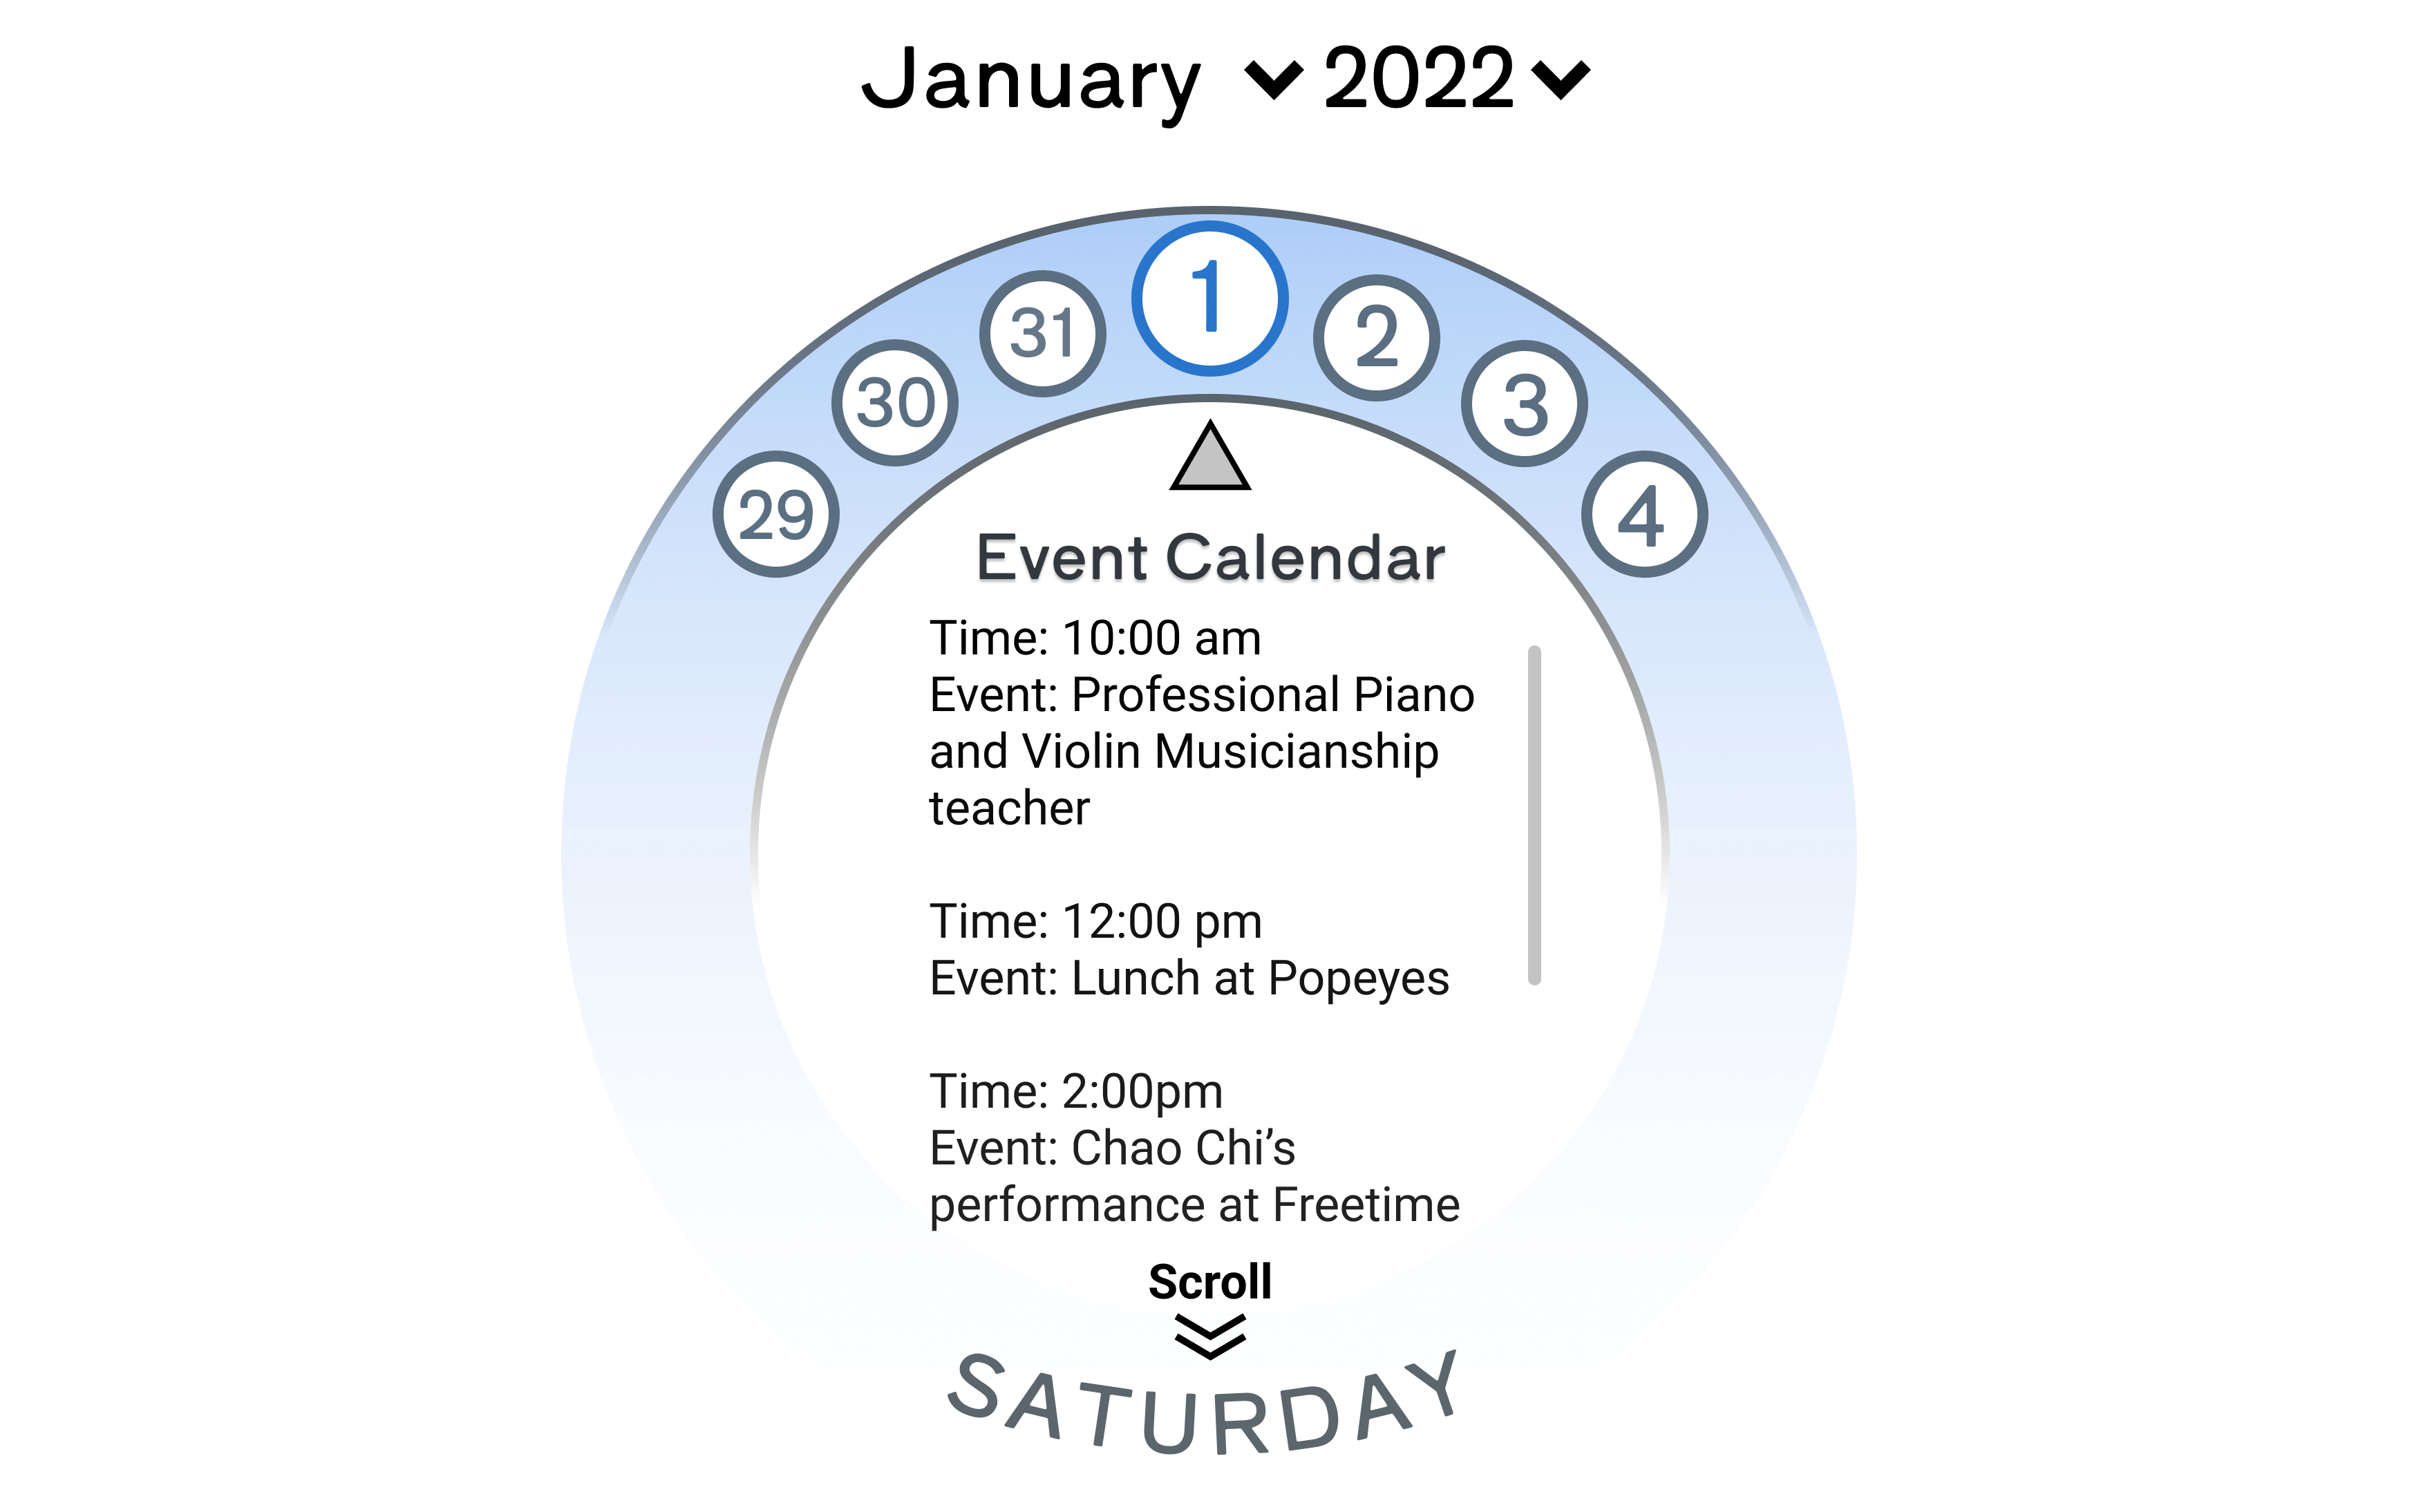 January 2022
29 30 31 1 2 3 4
Event Calendar
Time: 10:00 am
Event: Professional Piano
and Violin Musicianship
teacher
Time: 12:00 pm
Event: Lunch at Popeyes
Time: 2:00pm
Event: Chao Chi’s
performance at Freetime
Scroll
SATURDAY